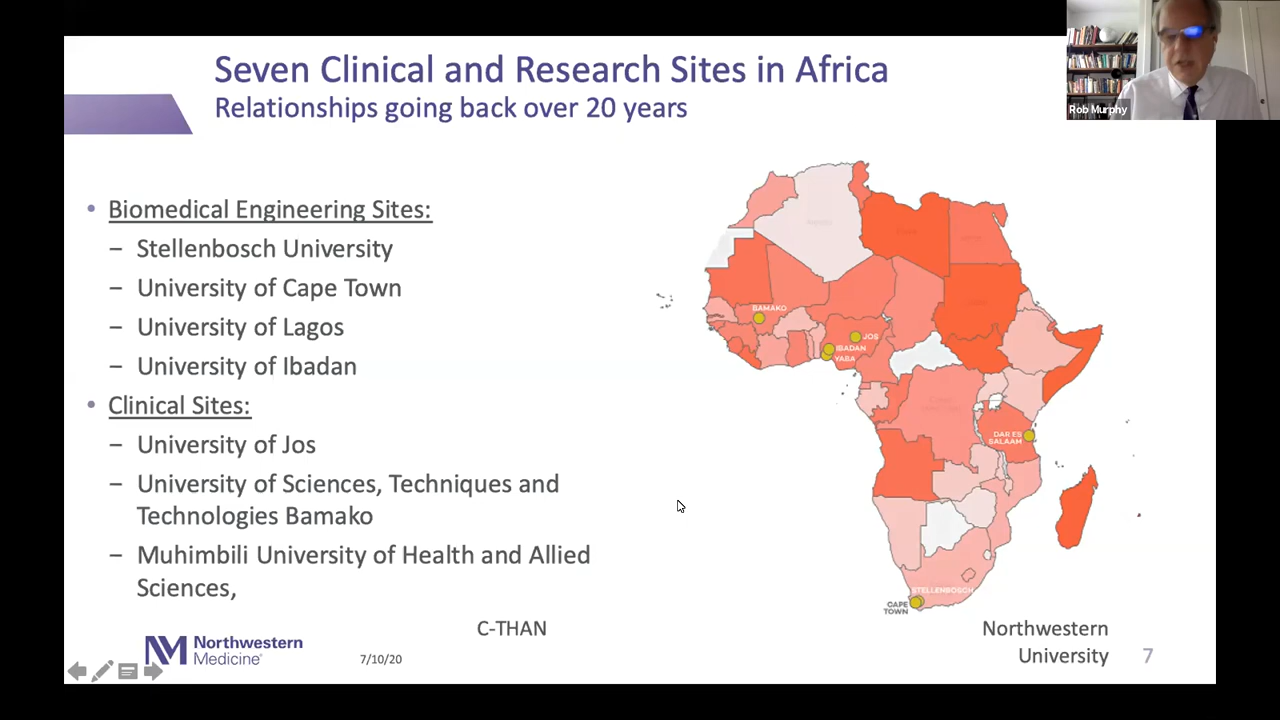 Seven Clinical and Research Sites in Africa
Relationships going back over 20 years
Rob Murphy
• Biomedical Engineering Sites:
– Stellenbosch University
– University of Cape Town
– University of Lagos
– University of Ibadan
• Clinical Sites:
– University of Jos
– University of Sciences, Techniques and
Technologies Bamako
– Muhimbili University of Health and Allied
Sciences,
BAMAKO
JOS
IBADAN
YABA
DAR ES
SALAAM
STELLENBOSCH
CAPE
TOWN
NM Northwestern
Medicine®
7/10/20
C-THAN
Northwestern
University
7